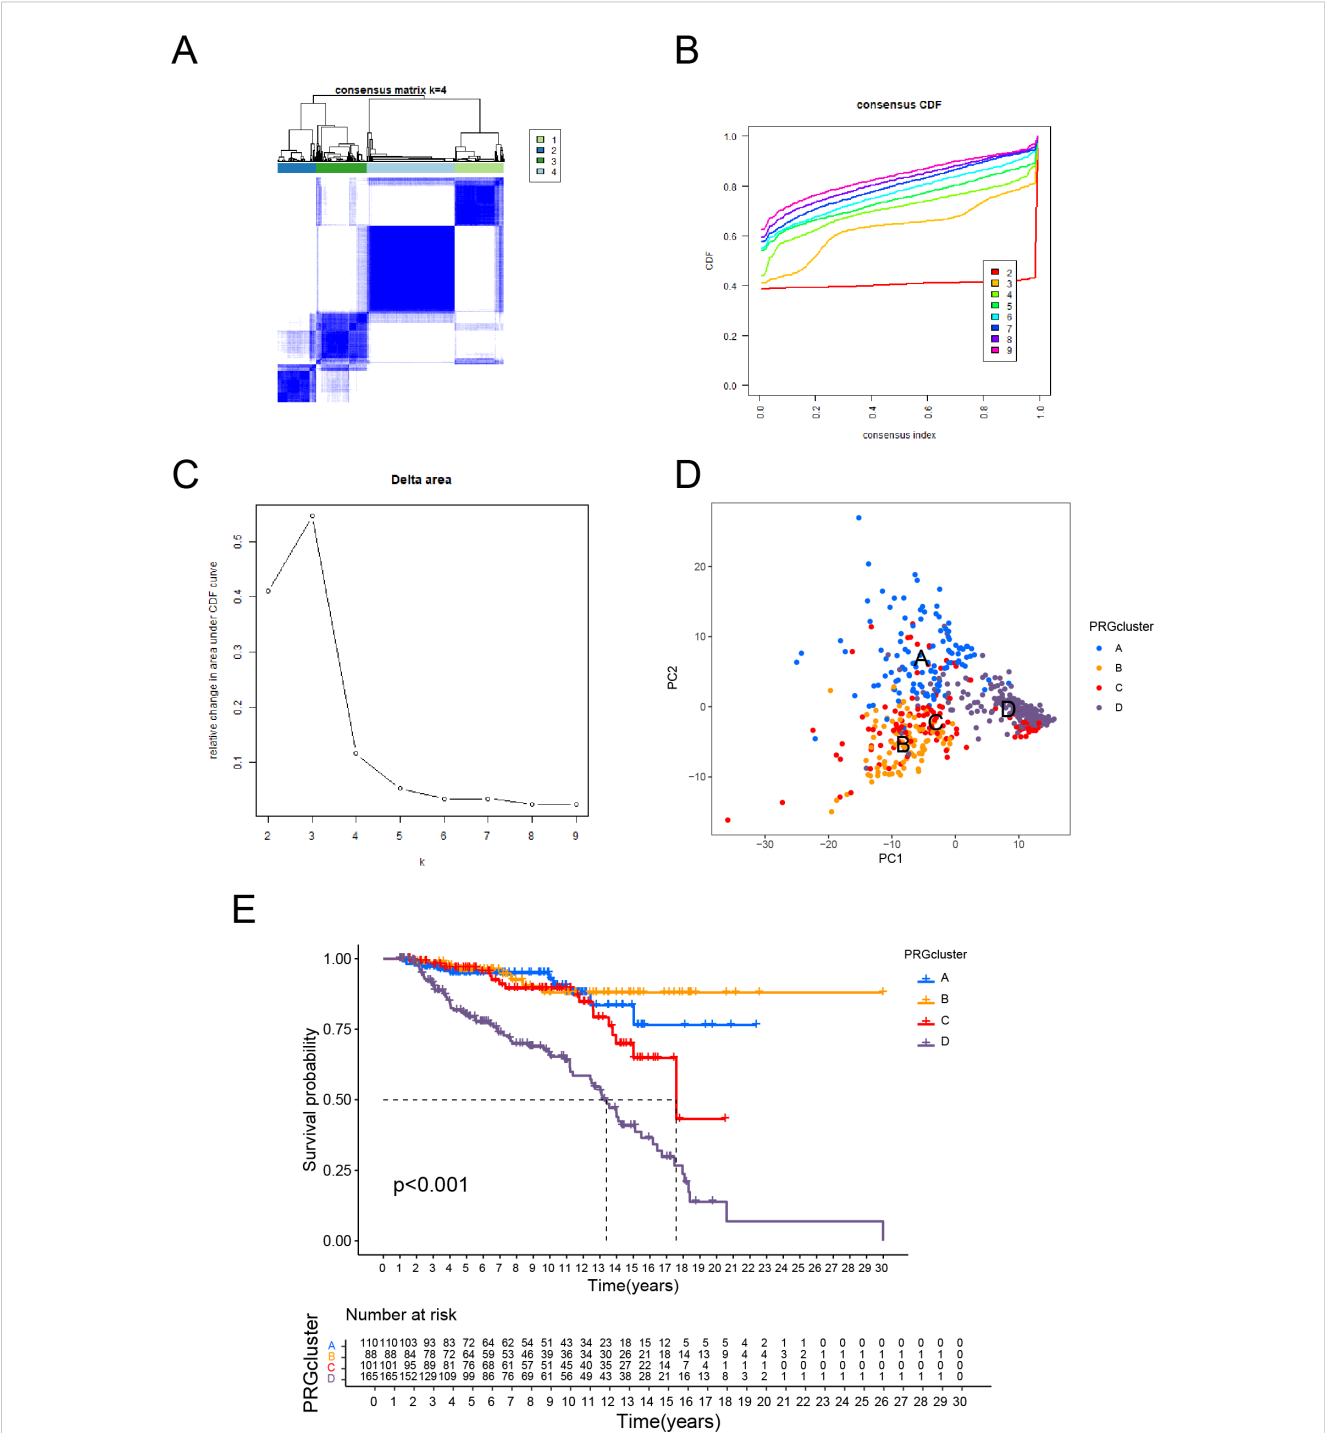 A
consensus matrix k=4
1
2
3
4
B
consensus CDF
1.0
0.8
0.6
0.4
0.2
0.0
CDF
2
3
4
5
6
7
8
9
0.0 0.2 0.4 0.6 0.8 1.0
consensus index
C
Delta area
relative change in area under CDF curve
0.5
0.4
0.3
0.2
0.1
2 3 4 5 6 7 8 9
k
D
PC2
20
10
0
−10
A
B
C
D
−30 −20 −10 0 10
PC1
PRGcluster
A
B
C
D
E
Survival probability
1.00
0.75
0.50
0.25
0.00
p<0.001
PRGcluster
A
B
C
D
0 1 2 3 4 5 6 7 8 9 10 11 12 13 14 15 16 17 18 19 20 21 22 23 24 25 26 27 28 29 30
Time(years)
Number at risk
PRGcluster
A 110 110 103 93 83 72 64 62 54 51 43 34 23 18 15 12 5 5 5 4 2 1 1 0 0 0 0 0 0 0 0
B 88 88 84 78 72 64 59 53 46 39 36 34 30 26 21 18 14 13 9 4 4 3 2 1 1 1 1 1 1 1 0
C 101 101 95 89 81 76 68 61 57 51 45 40 35 27 22 14 7 4 1 1 1 0 0 0 0 0 0 0 0 0 0
D 165 165 152 129 109 99 86 76 69 61 56 49 43 38 28 21 16 13 8 3 2 1 1 1 1 1 1 1 1 1 0
0 1 2 3 4 5 6 7 8 9 10 11 12 13 14 15 16 17 18 19 20 21 22 23 24 25 26 27 28 29 30
Time(years)